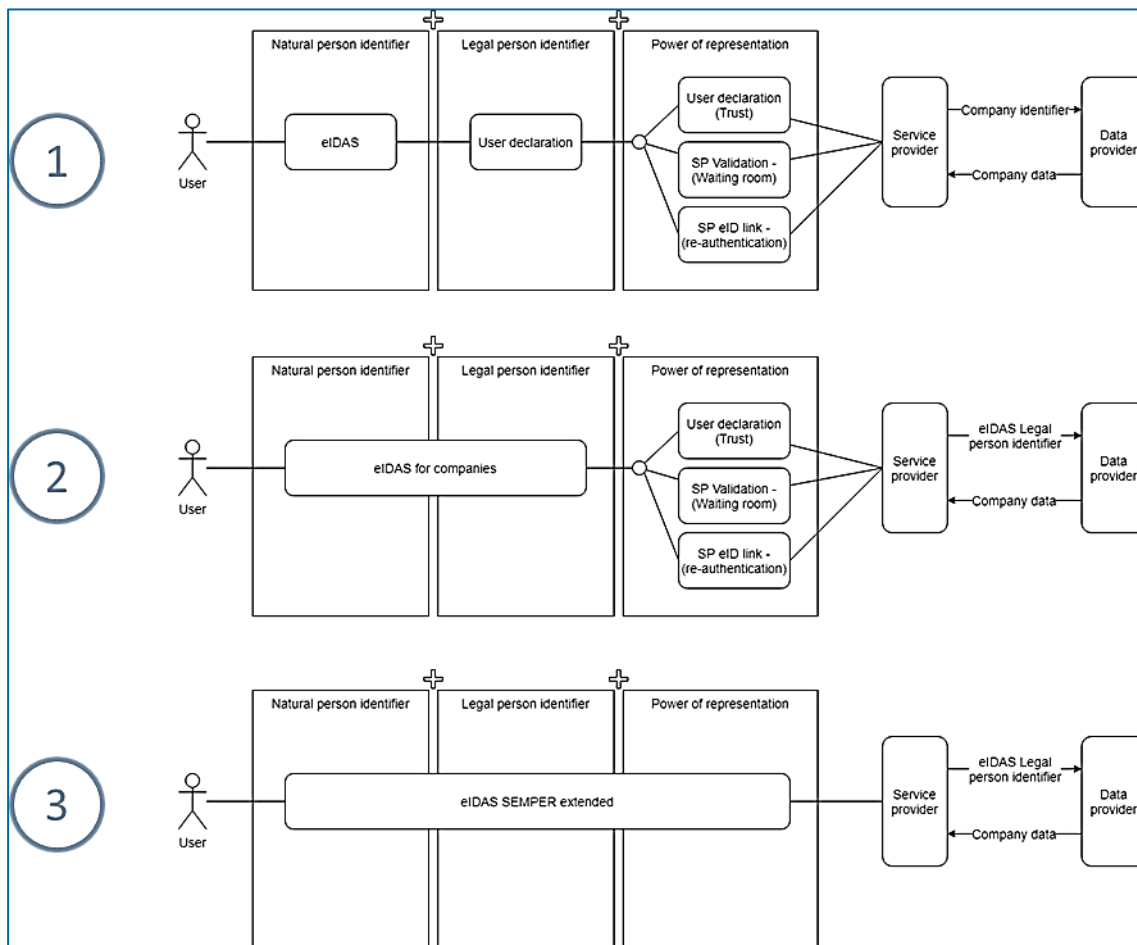 Natural person identifier
Legal person identifier
Power of representation
1
User
eIDAS
User declaration
User declaration
(Trust)
SP Validation -
(Waiting room)
SP eID link -
(re-authentication)
Service
provider
Company identifier
Company data
Data
provider
Natural person identifier
Legal person identifier
Power of representation
2
User
eIDAS for companies
User declaration
(Trust)
SP Validation -
(Waiting room)
SP eID link -
(re-authentication)
Service
provider
eIDAS Legal
person identifier
Company data
Data
provider
Natural person identifier
Legal person identifier
Power of representation
3
User
eIDAS SEMPER extended
Service
provider
eIDAS Legal
person identifier
Company data
Data
provider